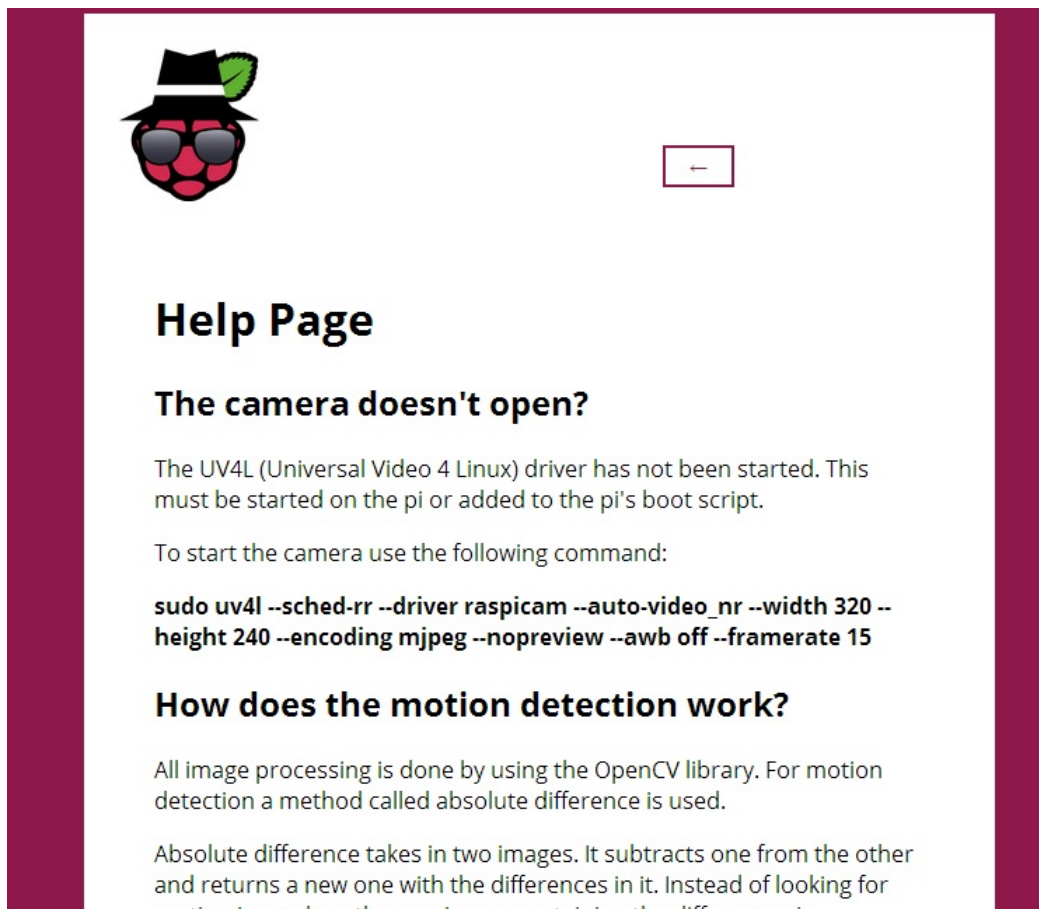 ←
Help Page
The camera doesn't open?
The UV4L (Universal Video 4 Linux) driver has not been started. This
must be started on the pi or added to the pi's boot script.
To start the camera use the following command:
sudo uv4l --sched-rr --driver raspicam --auto-video_nr --width 320 --
height 240 --encoding mjpeg --nopreview --awb off --framerate 15
How does the motion detection work?
All image processing is done by using the OpenCV library. For motion
detection a method called absolute difference is used.
Absolute difference takes in two images. It subtracts one from the other
and returns a new one with the differences in it. Instead of looking for